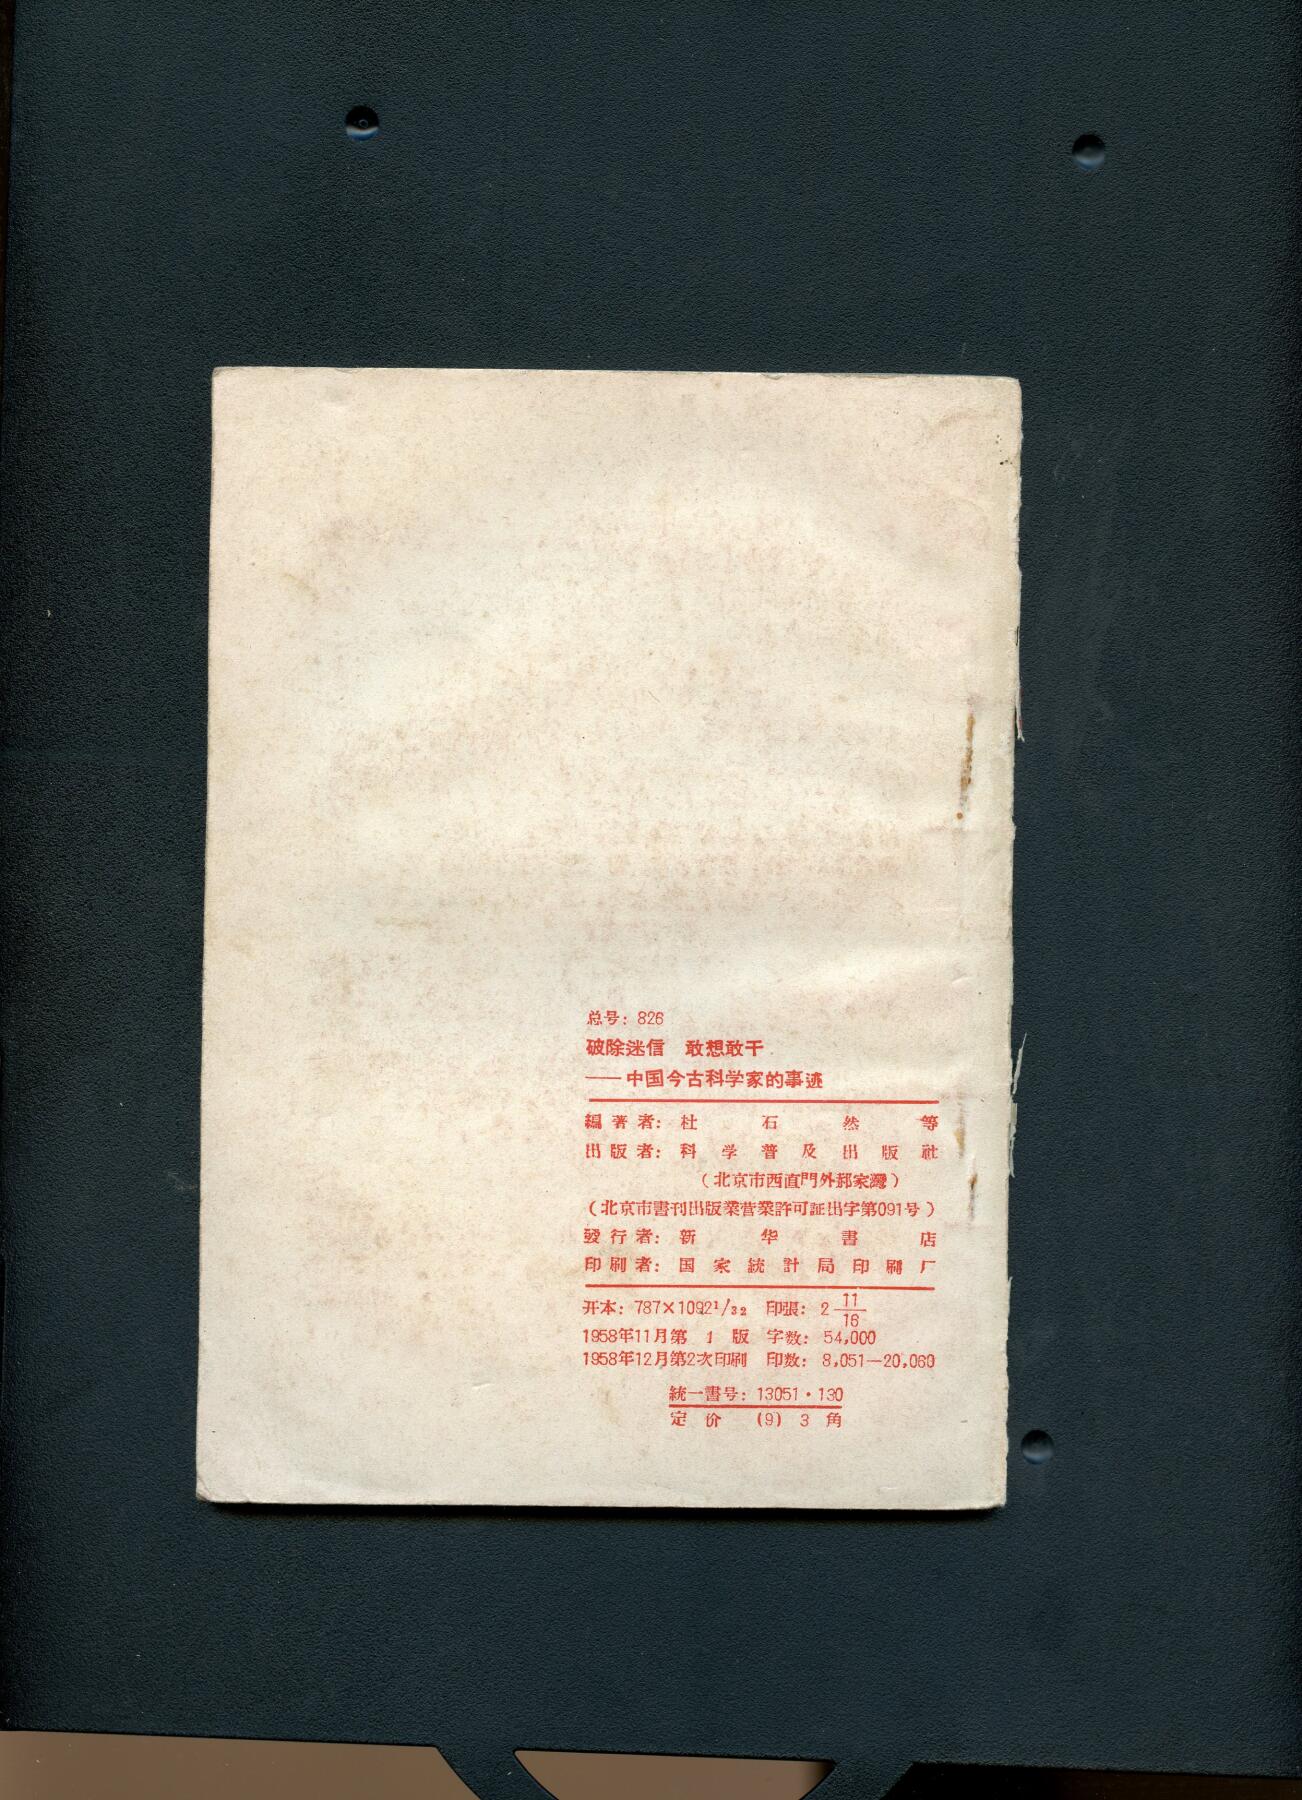 总号: 826
破除迷信 敢想敢干
——中国今古科学家的事迹
編著者: 杜石然等
出版者: 科学普及出版社
(北京市西直門外郝家灣)
(北京市書刊出版業营業許可証出字第091号)
發行者: 新华書店
印刷者: 国家統計局印刷厂
开本: 787×1092 1/32 印張: 2 11/16
1958年11月第 1 版 字数: 54,000
1958年12月第2次印刷 印数: 8,051—20,060
統一書号: 13051·130
定价 (9) 3 角